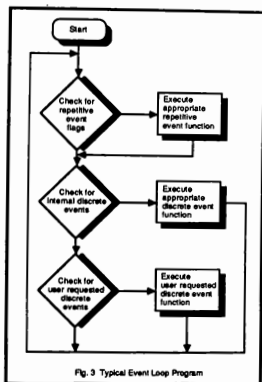 Start
Check for
repetitive
event
flags
Execute
appropriate
repetitive
event function
Check for
internal discrete
events
Execute
appropriate
discrete event
function
Check for
user requested
discrete
events
Execute
user requested
discrete event
function
Fig. 3 Typical Event Loop Program